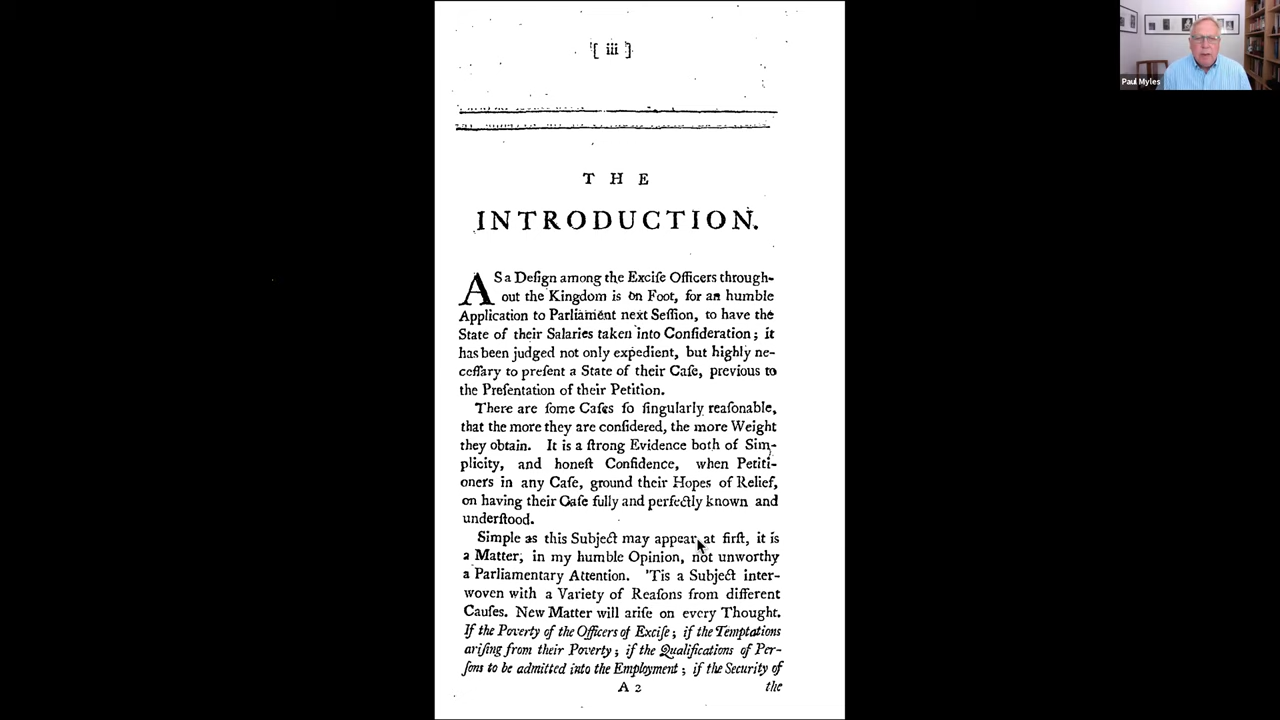 [ iii ]
THE
INTRODUCTION.
AS a Deſign among the Exciſe Officers through-
out the Kingdom is on Foot, for an humble
Application to Parliament next Seſſion, to have the
State of their Salaries taken into Conſideration; it
has been judged not only expedient, but highly ne-
ceſſary to preſent a State of their Caſe, previous to
the Preſentation of their Petition.
There are ſome Caſes ſo ſingularly reaſonable,
that the more they are conſidered, the more Weight
they obtain. It is a ſtrong Evidence both of Sim-
plicity, and honeſt Confidence, when Petiti-
oners in any Caſe, ground their Hopes of Relief,
on having their Caſe fully and perfectly known and
underſtood.
Simple as this Subject may appear at firſt, it is
a Matter, in my humble Opinion, not unworthy
a Parliamentary Attention. 'Tis a Subject inter-
woven with a Variety of Reaſons from different
Cauſes. New Matter will ariſe on every Thought.
If the Poverty of the Officers of Exciſe; if the Temptations
ariſing from their Poverty; if the Qualifications of Per-
ſons to be admitted into the Employment; if the Security of
A 2 the
Paul Myles